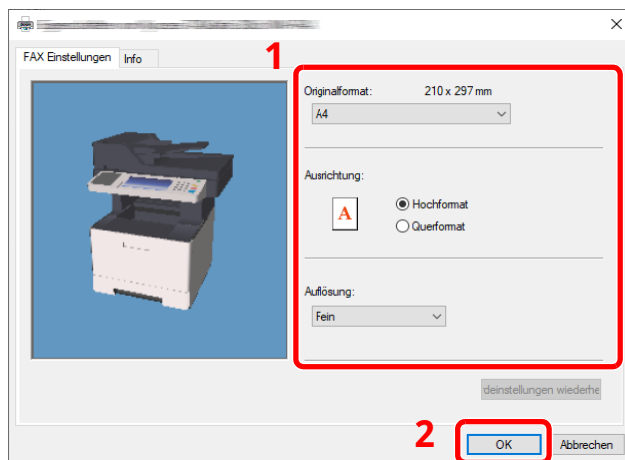 FAX Einstellungen Info
1
Originalformat: 210 x 297 mm
A4
Ausrichtung:
A
Hochformat
Querformat
Auflösung:
Fein
deinstellungen wiederhe
2
OK Abbrechen